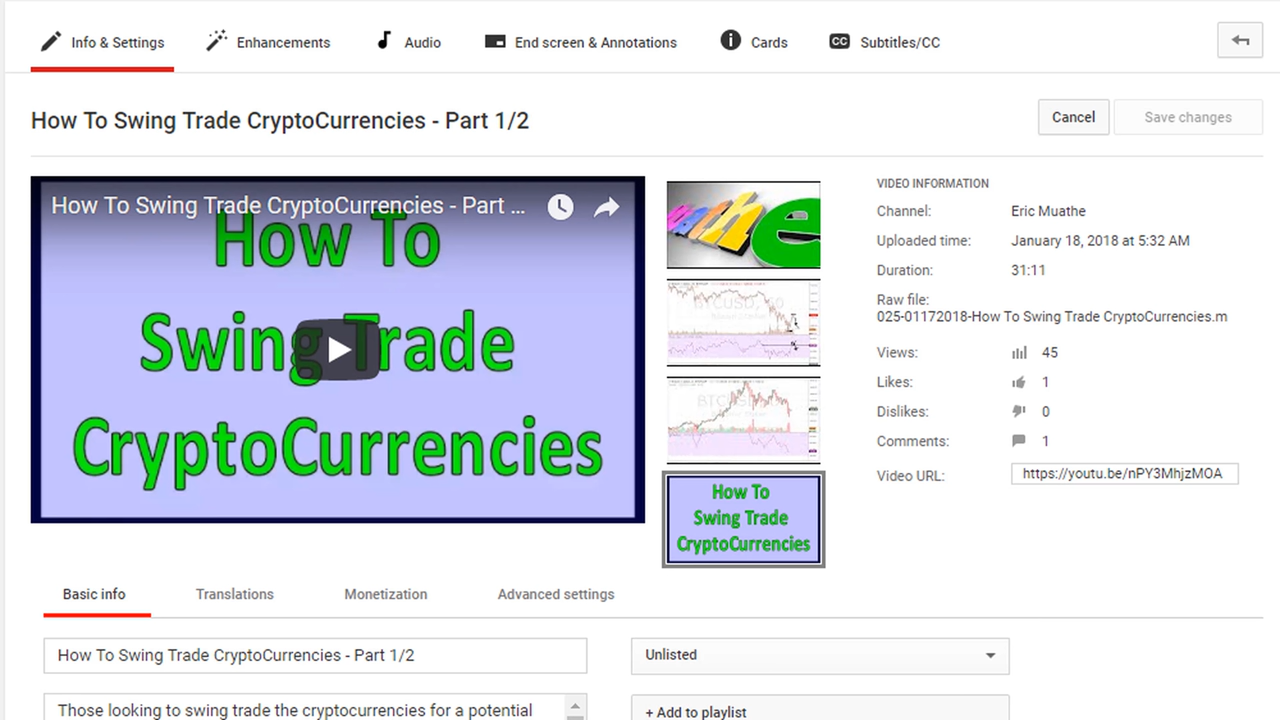 Info & Settings
Enhancements
Audio
End screen & Annotations
Cards
CC Subtitles/CC
How To Swing Trade CryptoCurrencies - Part 1/2
Cancel
Save changes
How To Swing Trade CryptoCurrencies - Part ...
How To
Swing Trade
CryptoCurrencies
the
BTCUSD, 60
BTC
How To
Swing Trade
CryptoCurrencies
VIDEO INFORMATION
Channel: Eric Muathe
Uploaded time: January 18, 2018 at 5:32 AM
Duration: 31:11
Raw file:
025-01172018-How To Swing Trade CryptoCurrencies.m
Views: 45
Likes: 1
Dislikes: 0
Comments: 1
Video URL: https://youtu.be/nPY3MhjzMOA
Basic info
Translations
Monetization
Advanced settings
How To Swing Trade CryptoCurrencies - Part 1/2
Unlisted
Those looking to swing trade the cryptocurrencies for a potential
+ Add to playlist